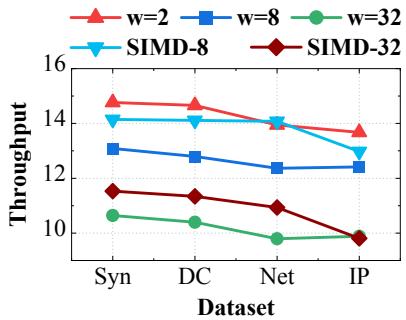 w=2 w=8 w=32
SIMD-8 SIMD-32
16
14
12
10
Throughput
Syn DC Net IP
Dataset